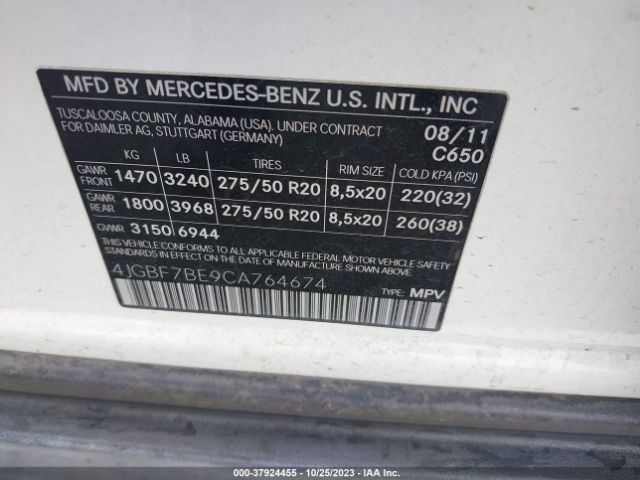 MFD BY MERCEDES-BENZ U.S. INTL., INC
TUSCALOOSA COUNTY, ALABAMA (USA). UNDER CONTRACT
FOR DAIMLER AG, STUTTGART (GERMANY)
08/11
C650
KG LB TIRES RIM SIZE COLD KPA (PSI)
GAWR FRONT 1470 3240 275/50 R20 8,5x20 220(32)
GAWR REAR 1800 3968 275/50 R20 8,5x20 260(38)
GVWR 3150 6944
THIS VEHICLE CONFORMS TO ALL APPLICABLE FEDERAL MOTOR VEHICLE SAFETY
STANDARDS IN EFFECT ON THE DATE OF MANUFACTURE SHOWN ABOVE.
4JGBF7BE9CA764674
TYPE: MPV
000-37924455 - 10/25/2023 - IAA Inc.